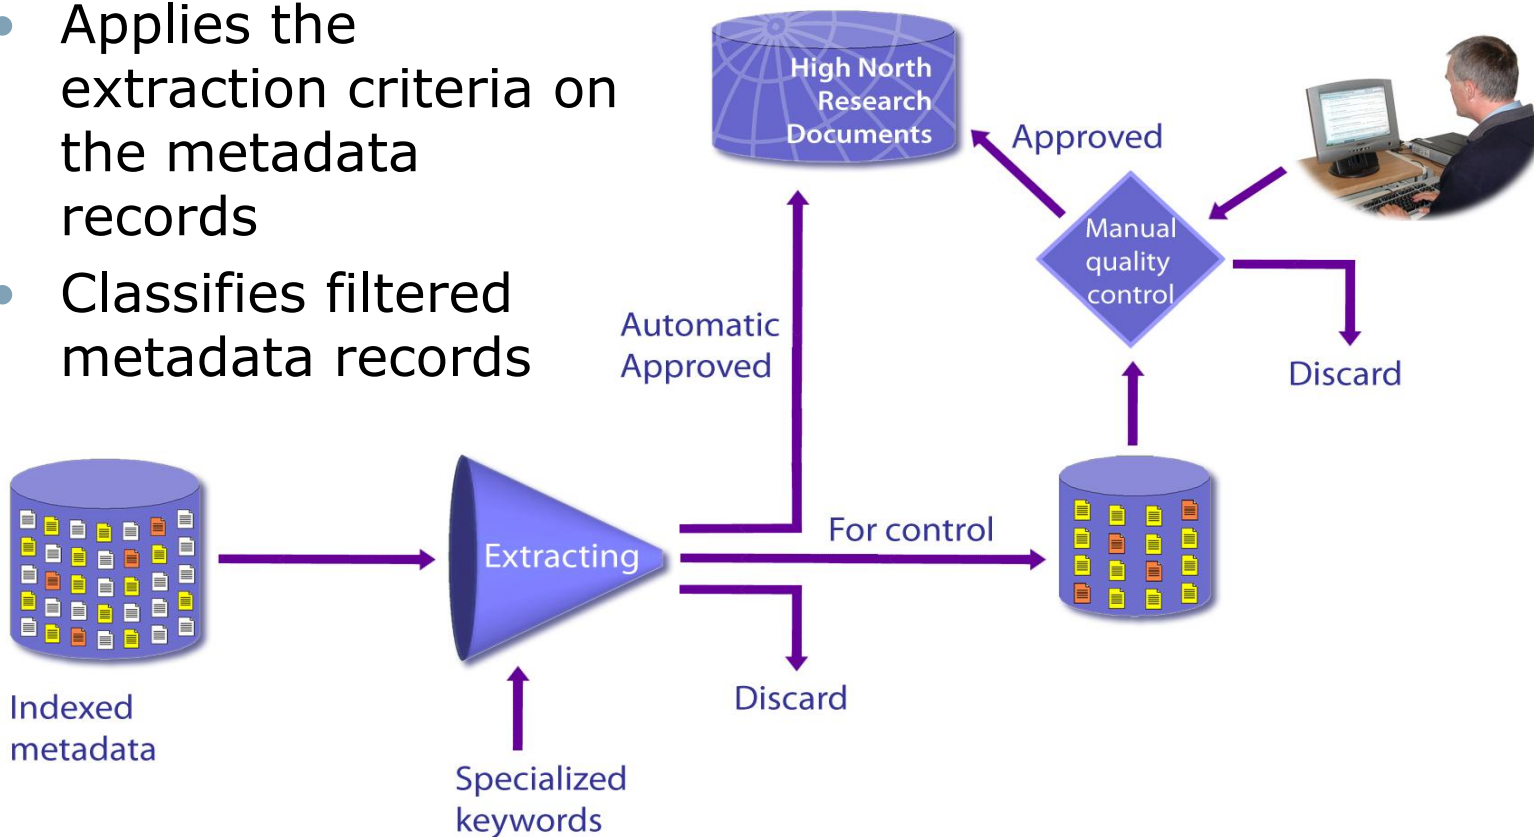 • Applies the
extraction criteria on
the metadata
records
• Classifies filtered
metadata records
High North
Research
Documents
Approved
Manual
quality
control
Automatic
Approved
Discard
For control
Extracting
Discard
Indexed
metadata
Specialized
keywords